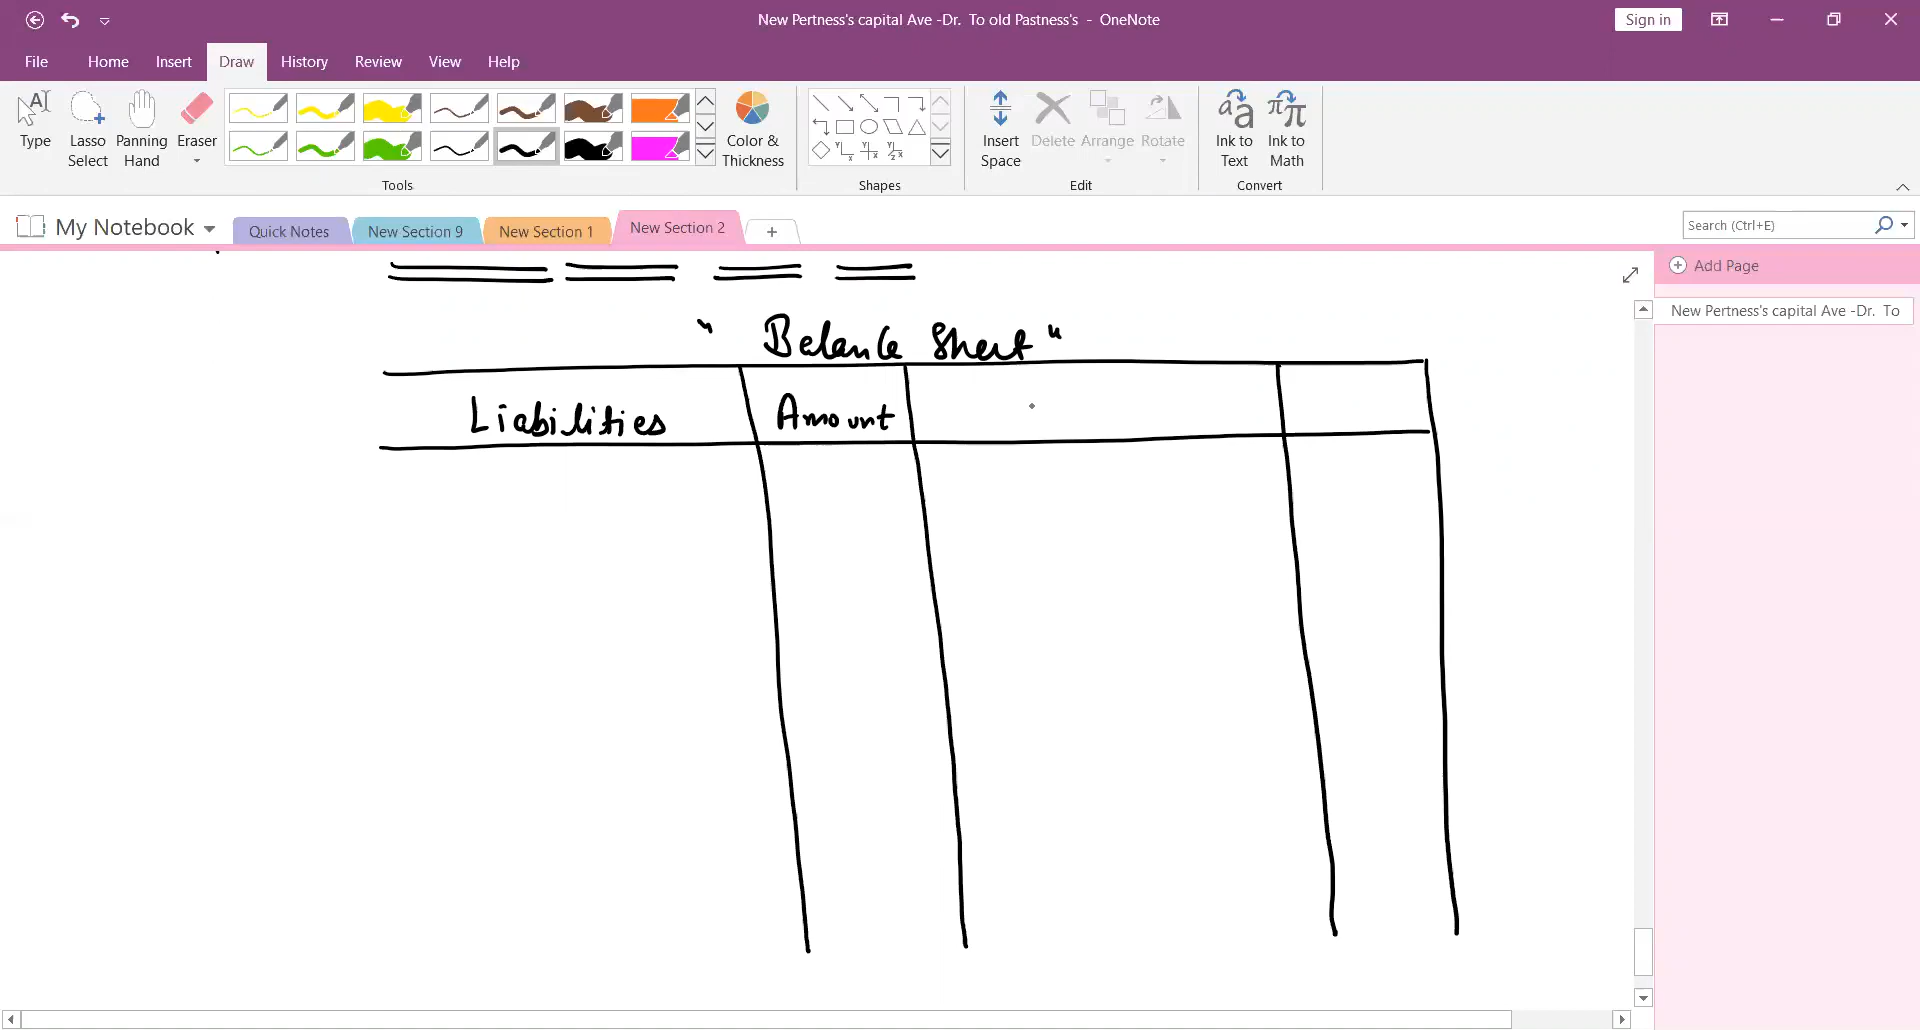 New Pertness's capital Ave -Dr. To old Pastness's - OneNote
Sign in
File Home Insert Draw History Review View Help
Type
Lasso Select
Panning Hand
Eraser
Color & Thickness
Insert Space
Delete
Arrange
Rotate
Ink to Text
Ink to Math
Tools
Shapes
Edit
Convert
My Notebook
Quick Notes
New Section 9
New Section 1
New Section 2
Search (Ctrl+E)
Add Page
New Pertness's capital Ave -Dr. To
" Balance Sheet "
Liabilities Amount